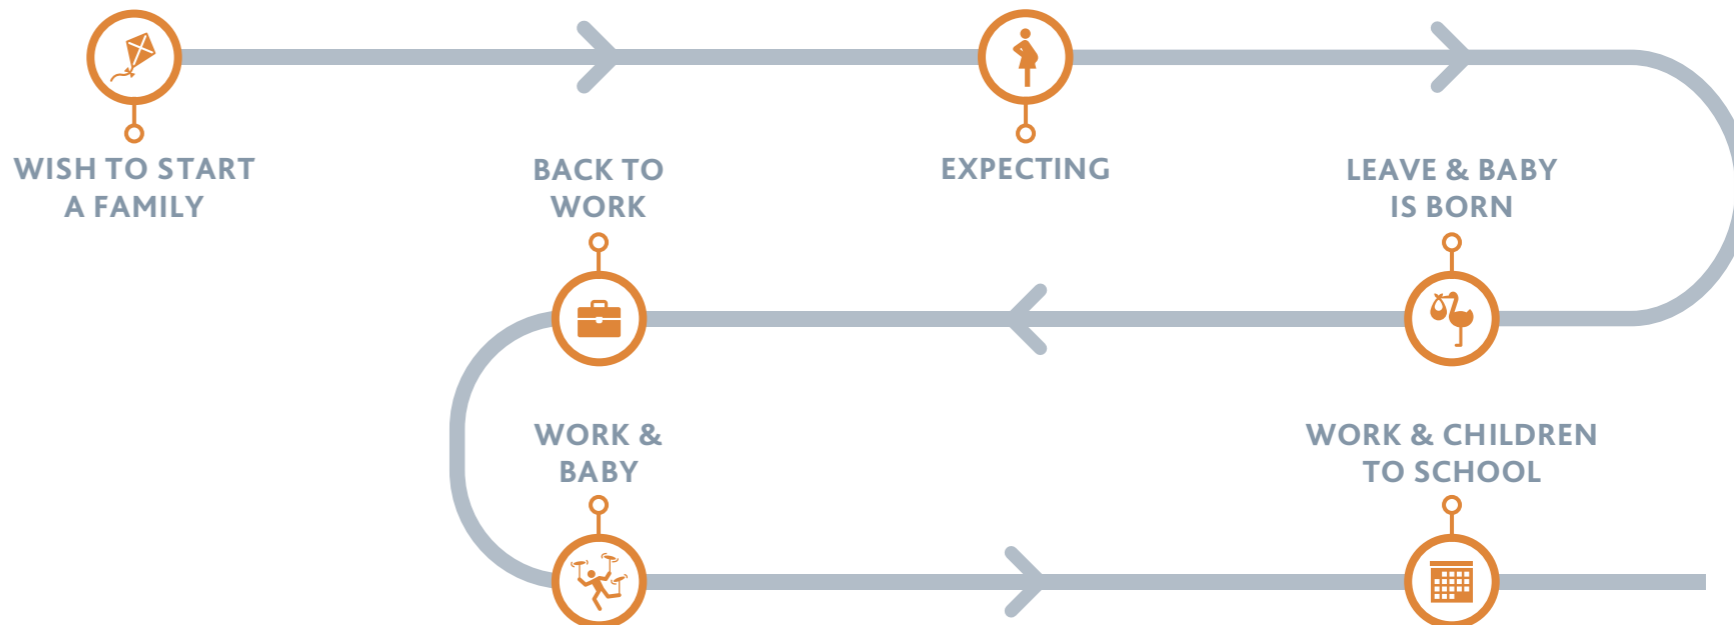 WISH TO START
A FAMILY
BACK TO
WORK
EXPECTING
LEAVE & BABY
IS BORN
WORK &
BABY
WORK & CHILDREN
TO SCHOOL